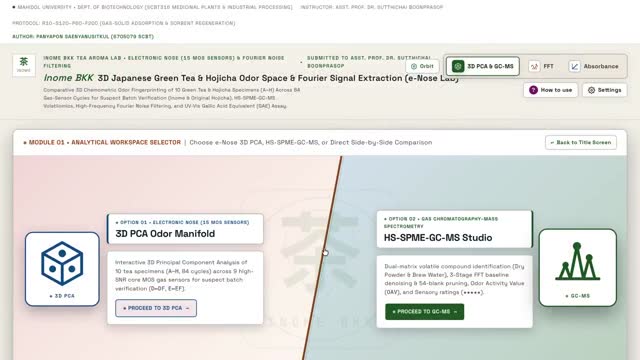 ■ MAHIDOL UNIVERSITY • DEPT. OF BIOTECHNOLOGY [SCBT316 MEDICINAL PLANTS & INDUSTRIAL PROCESSING] INSTRUCTOR: ASST. PROF. DR. SUTTHICHAI BOONPRASOP
PROTOCOL: R10-S120-P60-F200 (GAS-SOLID ADSORPTION & SORBENT REGENERATION)
AUTHOR: PANYAPON SAENYANUSITKUL (6705079 SCBT)
INOME BKK TEA AROMA LAB • ELECTRONIC NOSE (15 MOS SENSORS) & FOURIER NOISE FILTERING • SUBMITTED TO ASST. PROF. DR. SUTTHICHAI BOONPRASOP
inome BKK 3D Japanese Green Tea & Hojicha Odor Space & Fourier Signal Extraction (e-Nose Lab)
Comparative 3D Chemometric Odor Fingerprinting of 10 Green Tea & Hojicha Specimens (A–H) Across 84
Gas-Sensor Cycles for Suspect Batch Verification (Inome & Original Hojicha), HS-SPME-GC-MS
Volatilomics, High-Frequency Fourier Noise Filtering, and UV-Vis Gallic Acid Equivalent (GAE) Assay.
茶
INOME
Orbit
3D PCA & GC-MS
FFT
Absorbance
? How to use
Settings
● MODULE 01 • ANALYTICAL WORKSPACE SELECTOR | Choose e-Nose 3D PCA, HS-SPME-GC-MS, or Direct Side-by-Side Comparison
← Back to Title Screen
● OPTION 01 • ELECTRONIC NOSE (15 MOS SENSORS)
3D PCA Odor Manifold
Interactive 3D Principal Component Analysis of
10 tea specimens (A–H, 84 cycles) across 9 high-
SNR core MOS gas sensors for suspect batch
verification (D↔DF, E↔EF).
● PROCEED TO 3D PCA →
● 3D PCA
茶
INOME BKK
● OPTION 02 • GAS CHROMATOGRAPHY-MASS
SPECTROMETRY
HS-SPME-GC-MS Studio
Dual-matrix volatile compound identification (Dry
Powder & Brew Water), 3-Stage FFT baseline
denoising & SA-blank pruning, Odor Activity Value
(OAV), and Sensory ratings (★★★★★).
● PROCEED TO GC-MS →
● GC-MS